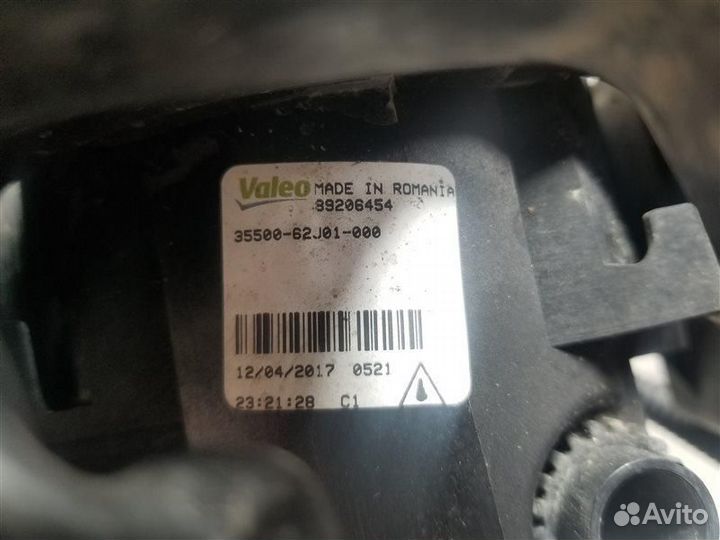 Valeo MADE IN ROMANIA
89206454
35500-62J01-000
12/04/2017 0521
23:21:28 C1
Avito